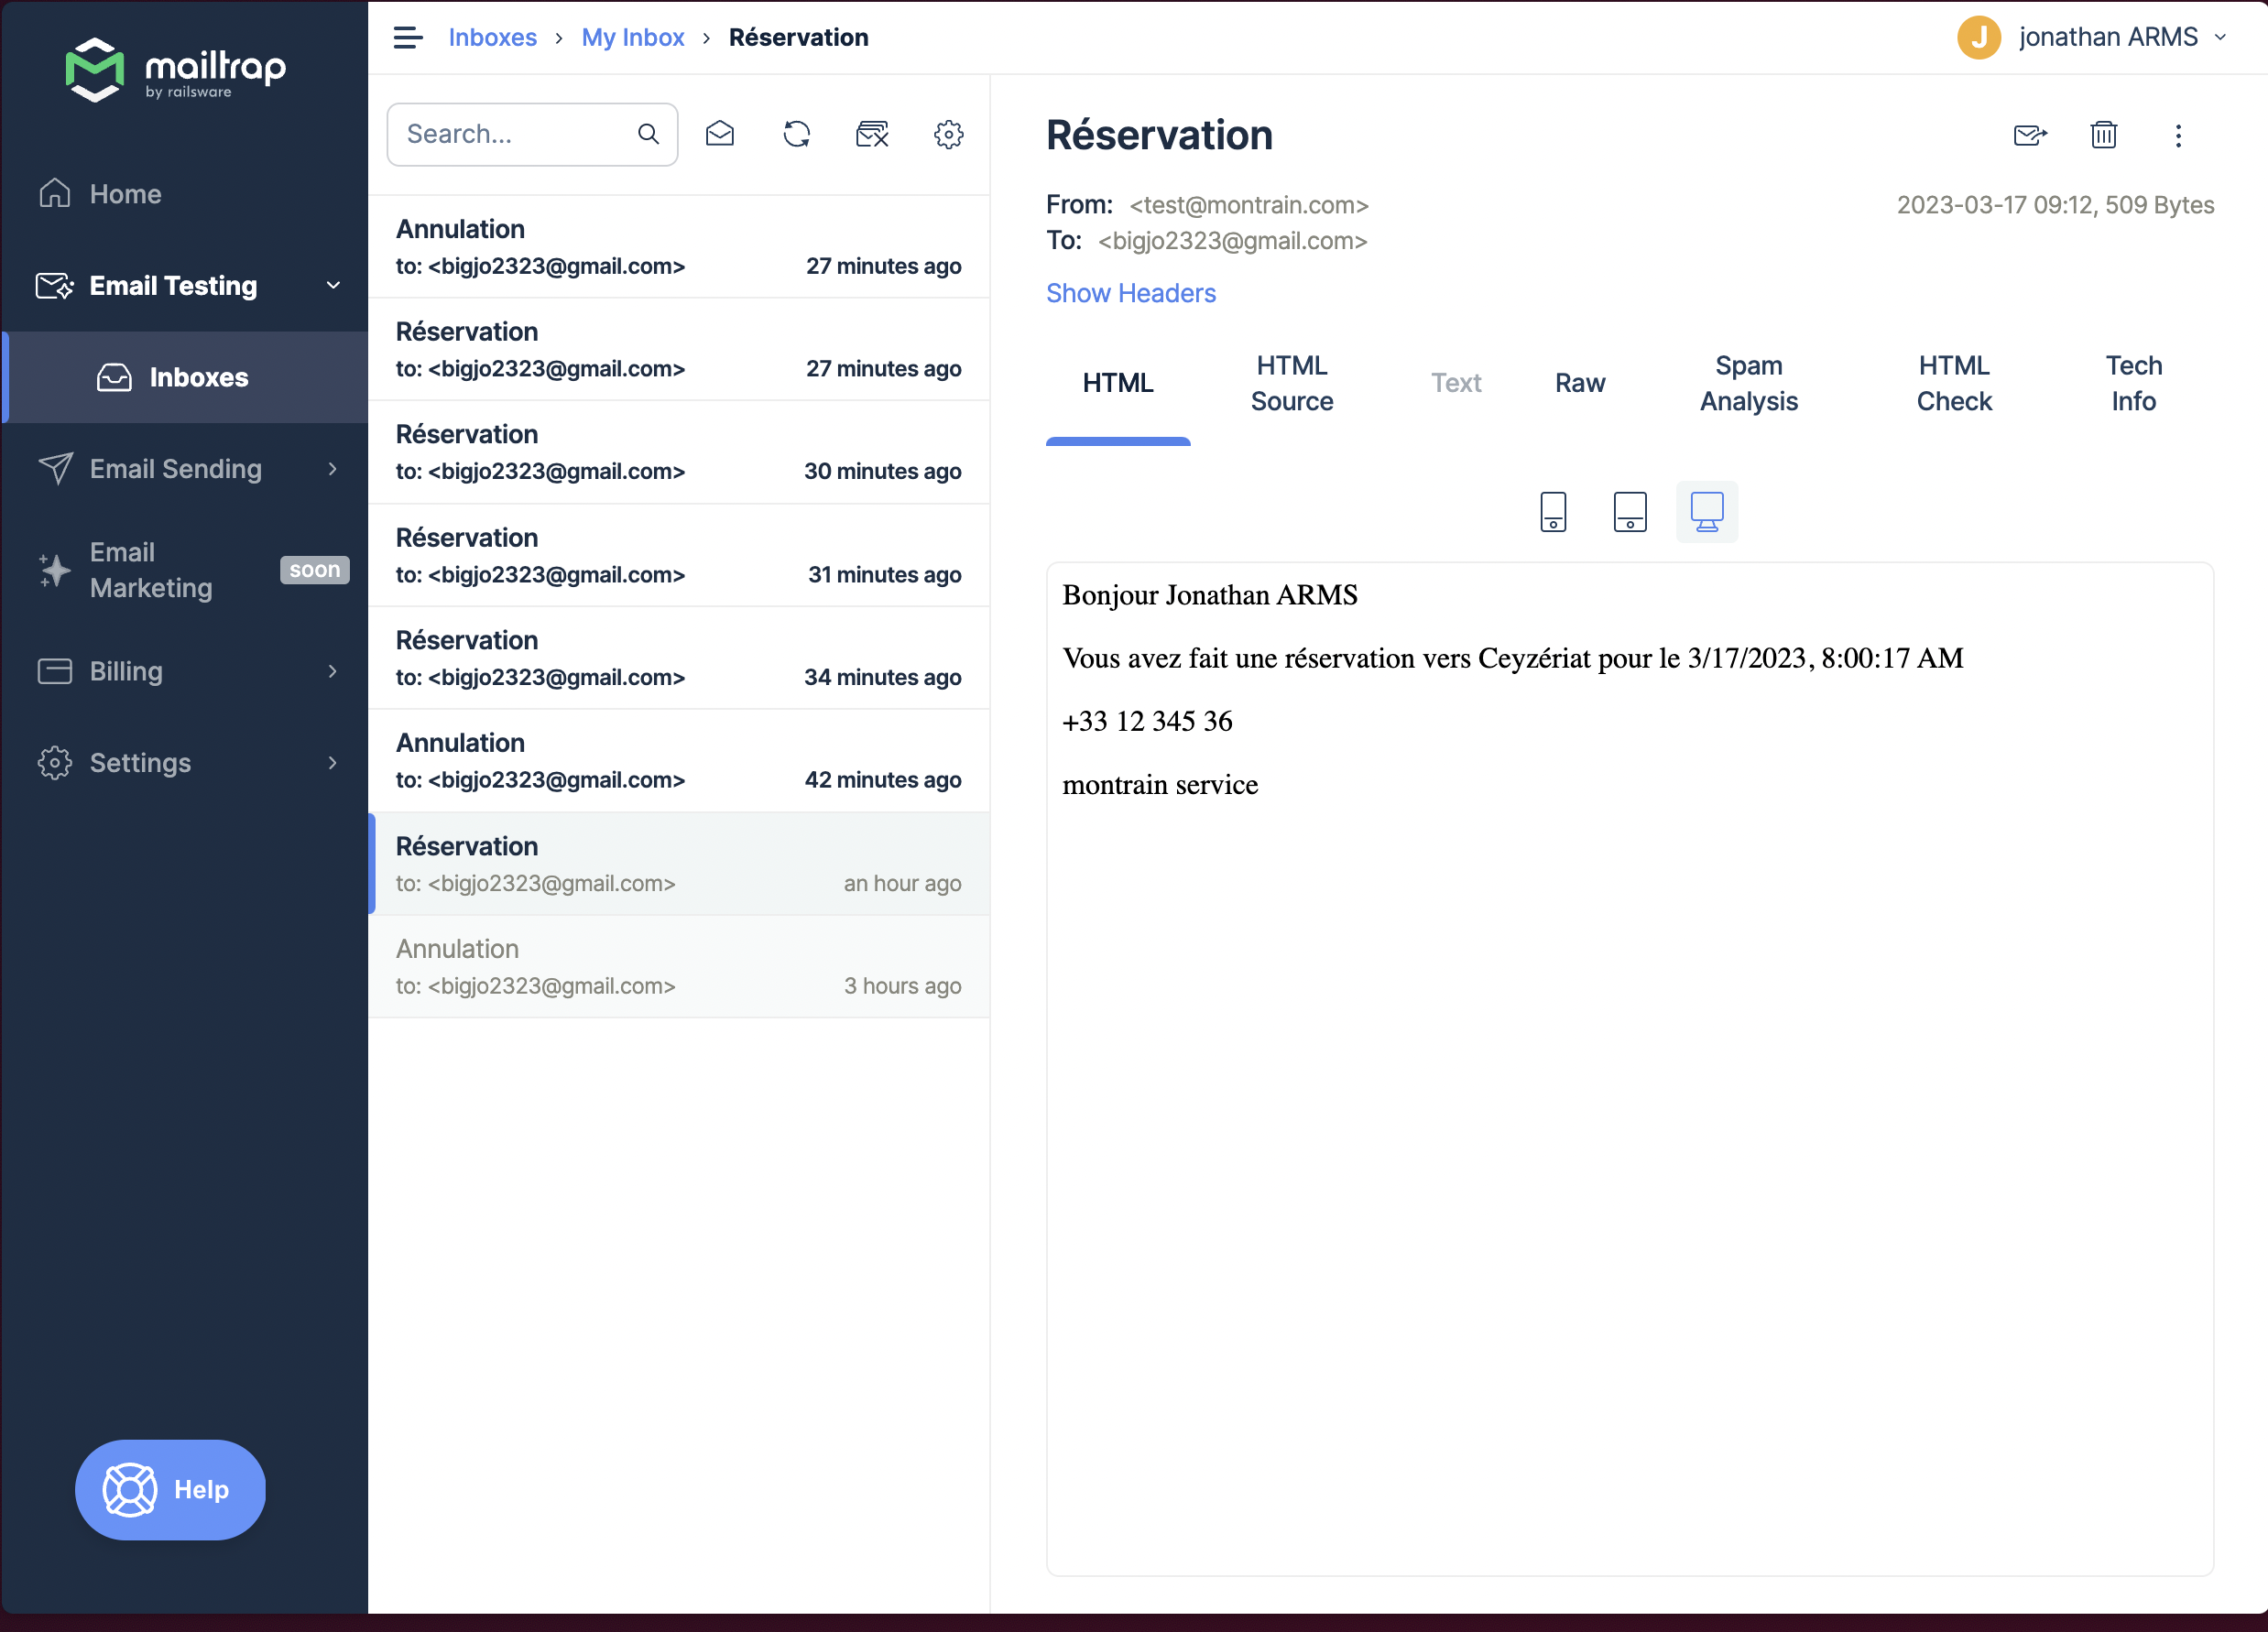 mailtrap
by railsware
Home
Email Testing
Inboxes
Email Sending
Email
Marketing
soon
Billing
Settings
Help
Inboxes › My Inbox › Réservation
J
jonathan ARMS
Search...
Annulation
to: <bigjo2323@gmail.com> 27 minutes ago
Réservation
to: <bigjo2323@gmail.com> 27 minutes ago
Réservation
to: <bigjo2323@gmail.com> 30 minutes ago
Réservation
to: <bigjo2323@gmail.com> 31 minutes ago
Réservation
to: <bigjo2323@gmail.com> 34 minutes ago
Annulation
to: <bigjo2323@gmail.com> 42 minutes ago
Réservation
to: <bigjo2323@gmail.com> an hour ago
Annulation
to: <bigjo2323@gmail.com> 3 hours ago
Réservation
From: <test@montrain.com> 2023-03-17 09:12, 509 Bytes
To: <bigjo2323@gmail.com>
Show Headers
HTML
HTML
Source
Text
Raw
Spam
Analysis
HTML
Check
Tech
Info
Bonjour Jonathan ARMS
Vous avez fait une réservation vers Ceyzériat pour le 3/17/2023, 8:00:17 AM
+33 12 345 36
montrain service